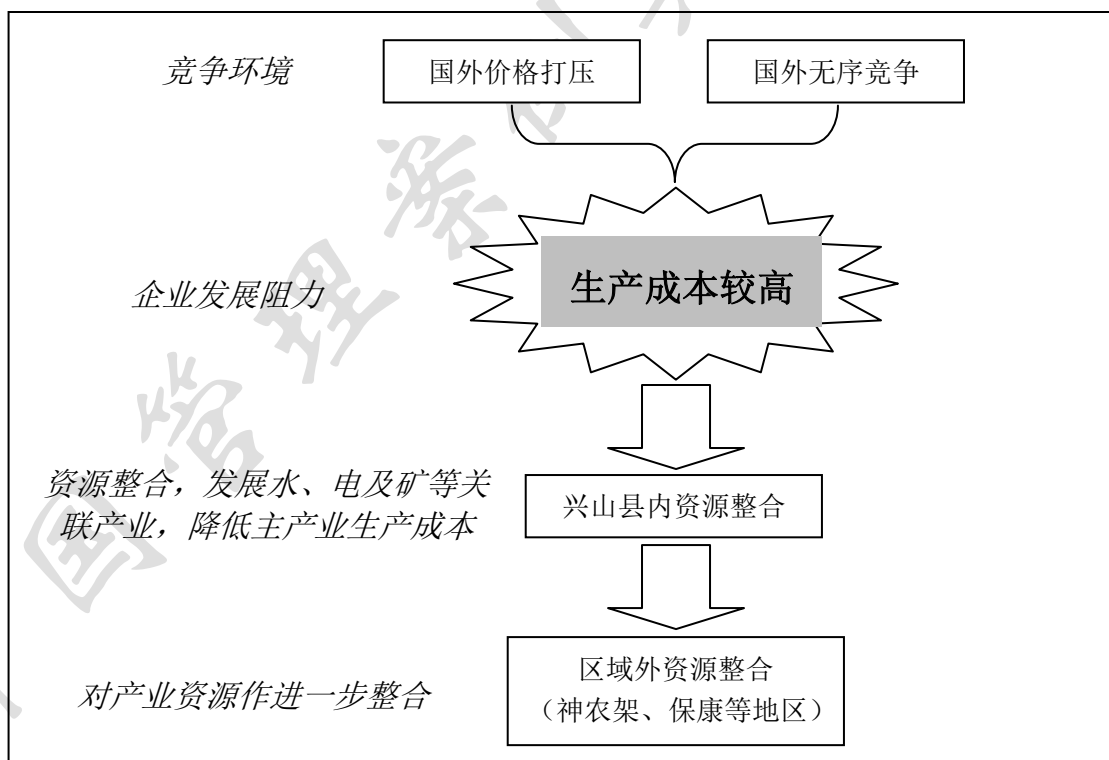 竞争环境
国外价格打压
国外无序竞争
企业发展阻力
生产成本较高
资源整合，发展水、电及矿等关
联产业，降低主产业生产成本
兴山县内资源整合
对产业资源作进一步整合
区域外资源整合
（神农架、保康等地区）
国管理案